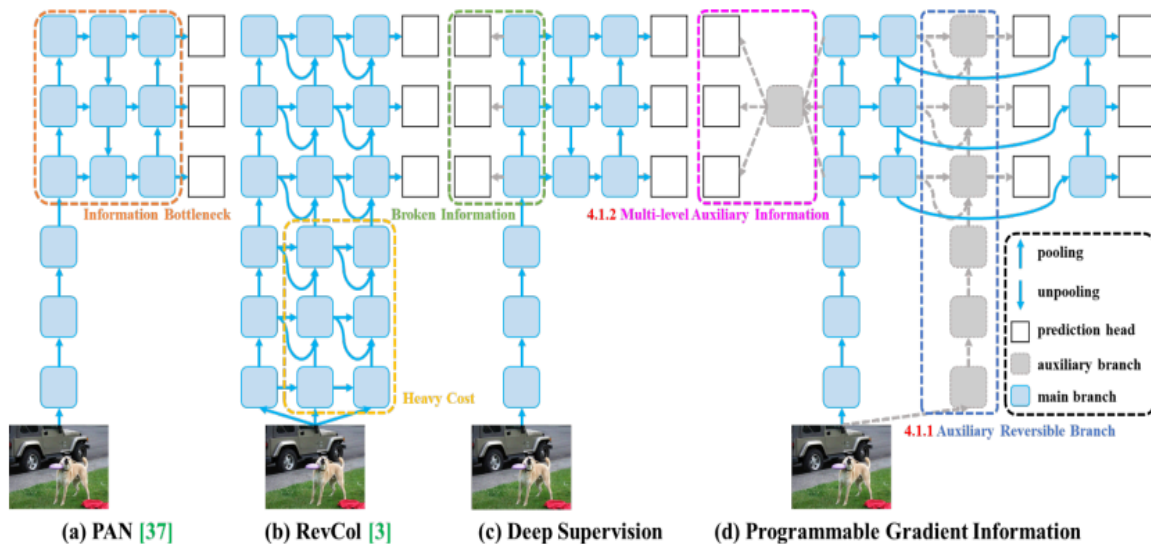 Information Bottleneck
Broken Information
4.1.2 Multi-level Auxiliary Information
Heavy Cost
pooling
unpooling
prediction head
auxiliary branch
main branch
4.1.1 Auxiliary Reversible Branch
(a) PAN [37]
(b) RevCol [3]
(c) Deep Supervision
(d) Programmable Gradient Information